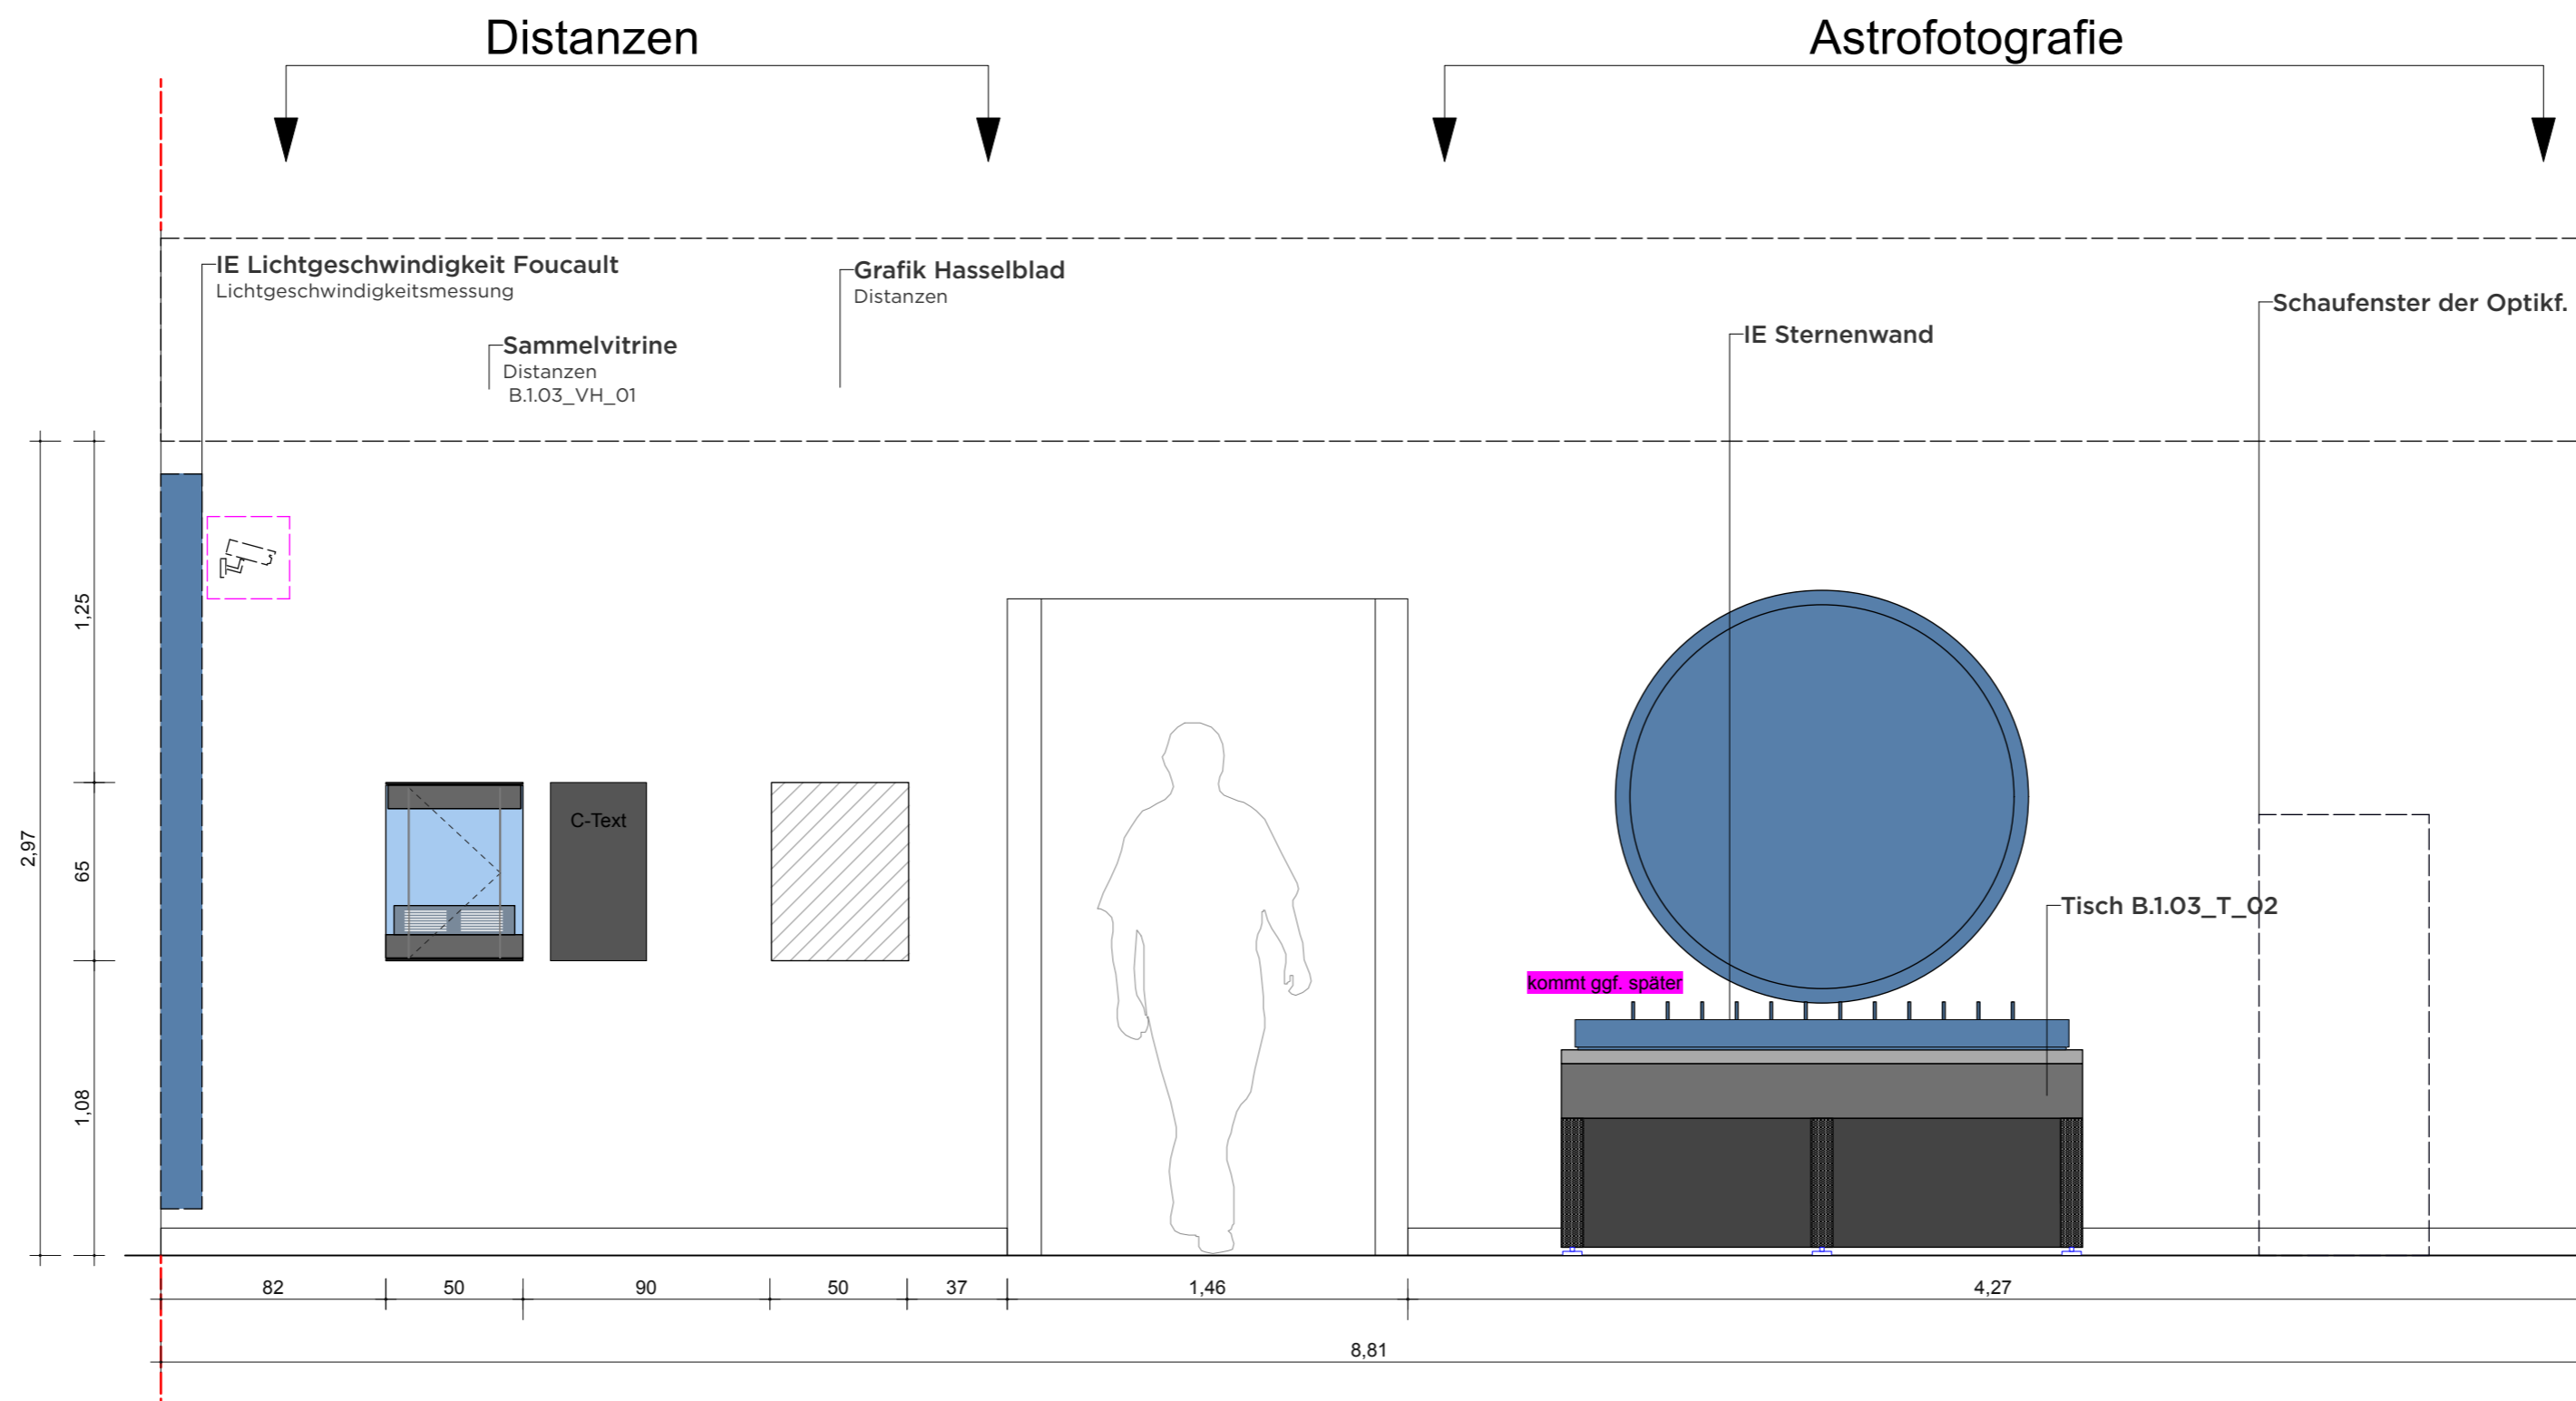 Distanzen
Astrofotografie
IE Lichtgeschwindigkeit Foucault
Lichtgeschwindigkeitsmessung
Grafik Hasselblad
Distanzen
Schaufenster der Optikf.
IE Sternenwand
Sammelvitrine
Distanzen
B.1.03_VH_01
1,25
2,97
65
1,08
C-Text
Tisch B.1.03_T_02
kommt ggf. später
82
50
90
50
37
1,46
4,27
8,81